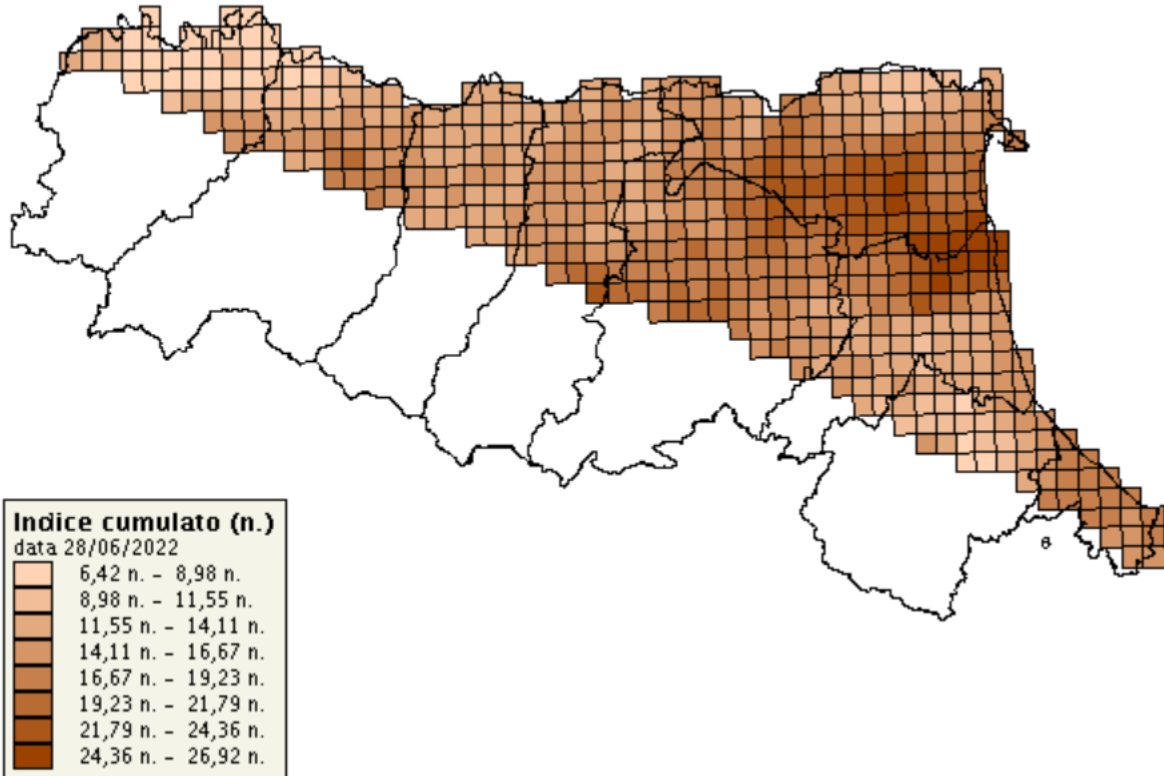 Indice cumulato (n.)
data 28/06/2022
6,42 n. - 8,98 n.
8,98 n. - 11,55 n.
11,55 n. - 14,11 n.
14,11 n. - 16,67 n.
16,67 n. - 19,23 n.
19,23 n. - 21,79 n.
21,79 n. - 24,36 n.
24,36 n. - 26,92 n.